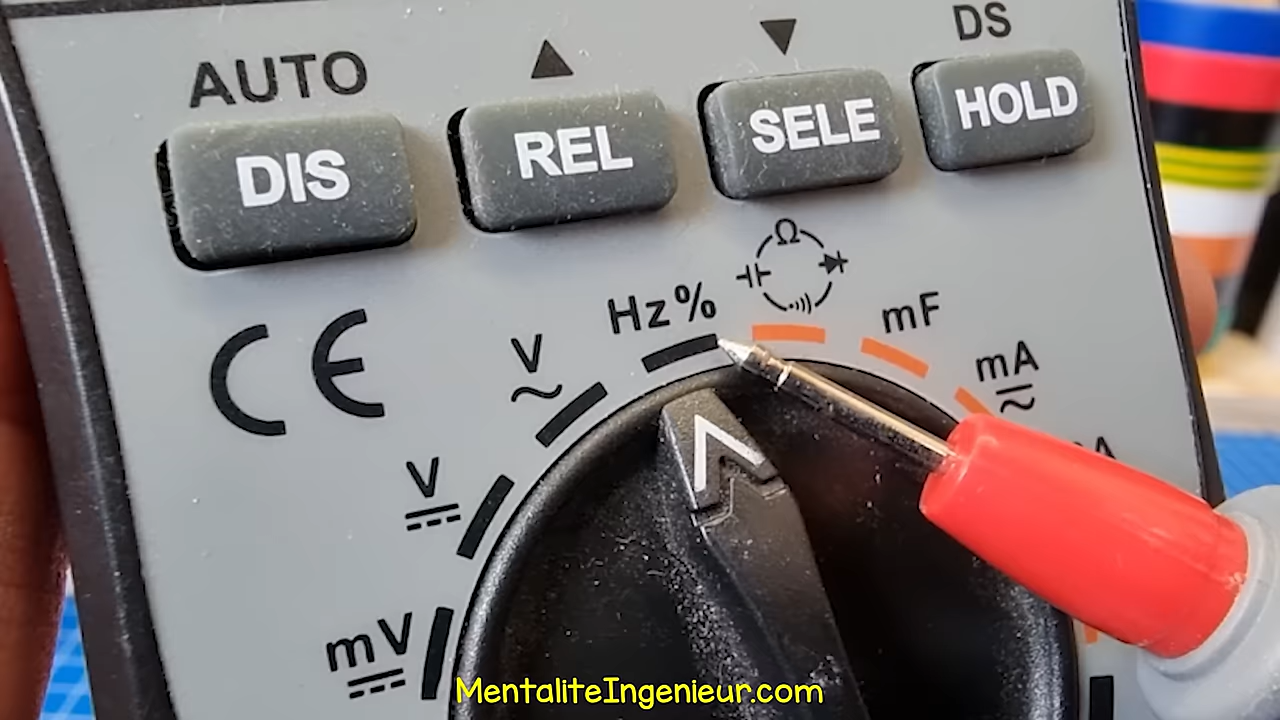 AUTO
DS
DIS
REL
SELE
HOLD
CE
Hz%
Ω
V
mF
mA
V
mV
MentaliteIngenieur.com